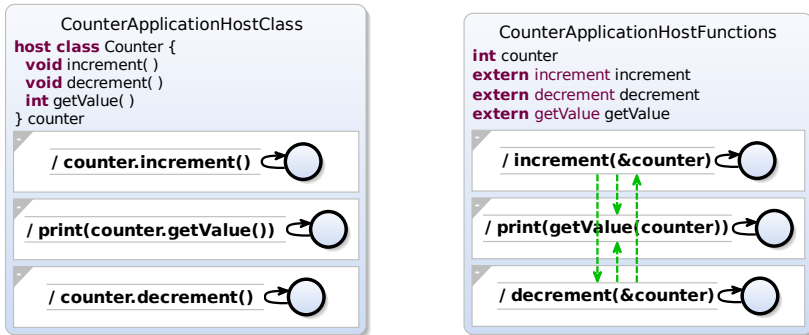 CounterApplicationHostClass
host class Counter {
void increment( )
void decrement( )
int getValue( )
} counter
-
/ counter.increment()
-
/ print(counter.getValue())
-
/ counter.decrement()
CounterApplicationHostFunctions
int counter
extern increment increment
extern decrement decrement
extern getValue getValue
-
/ increment(&counter)
-
/ print(getValue(counter))
-
/ decrement(&counter)